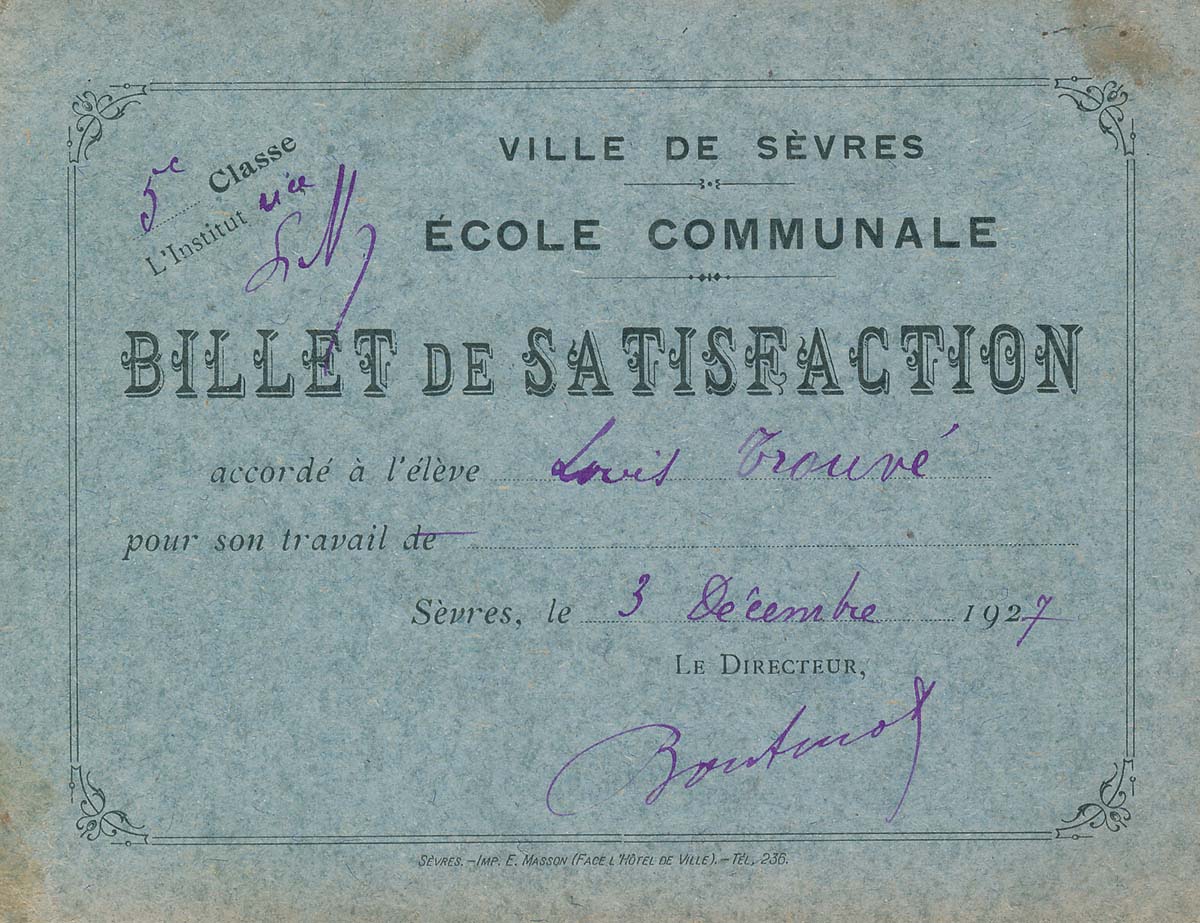 5e Classe
L'Institutrice
VILLE DE SÈVRES
ÉCOLE COMMUNALE
BILLET DE SATISFACTION
accordé à l'élève Louis Trouvé
pour son travail de
Sèvres, le 3 Décembre 1927
LE DIRECTEUR,
SÈVRES. - IMP. E. MASSON (FACE L'HÔTEL DE VILLE). - TÉL, 236.